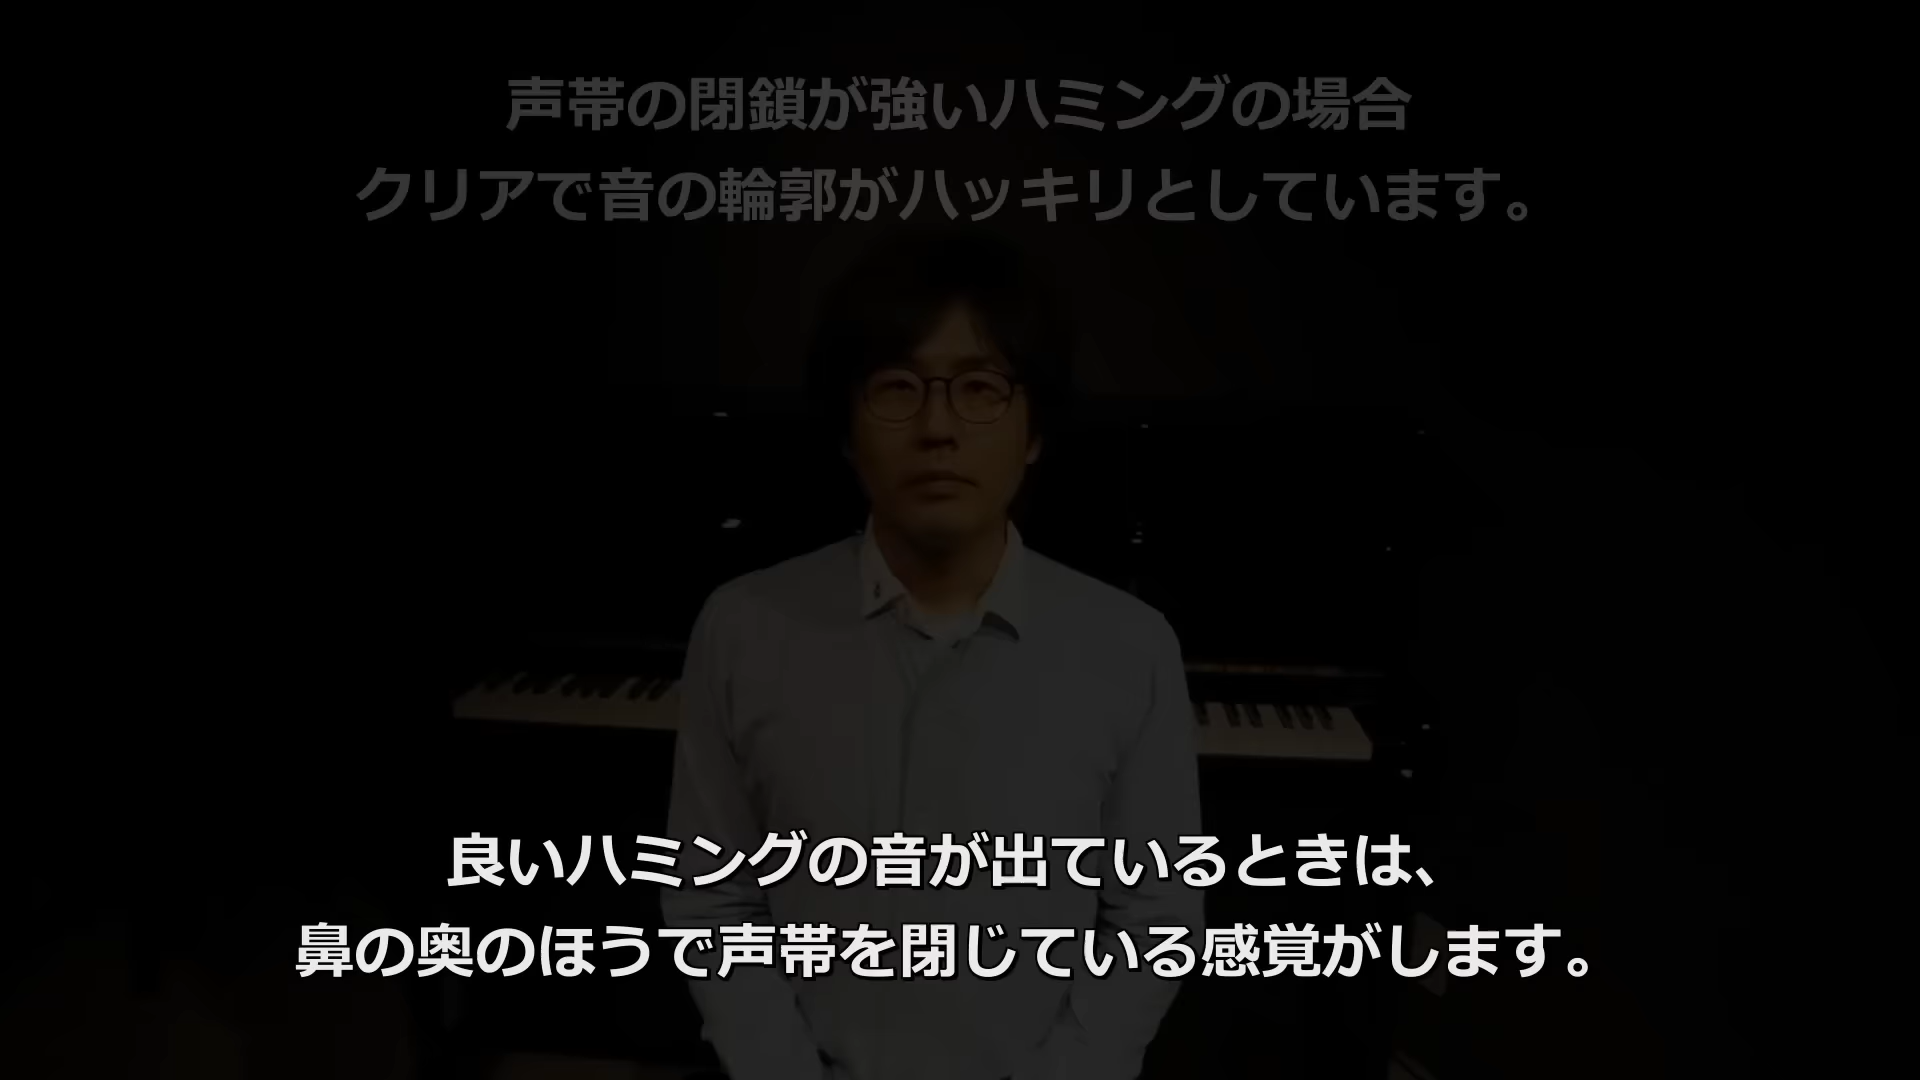 声帯の閉鎖が強いハミングの場合
クリアで音の輪郭がハッキリとしています。
良いハミングの音が出ているときは、
鼻の奥のほうで声帯を閉じている感覚がします。